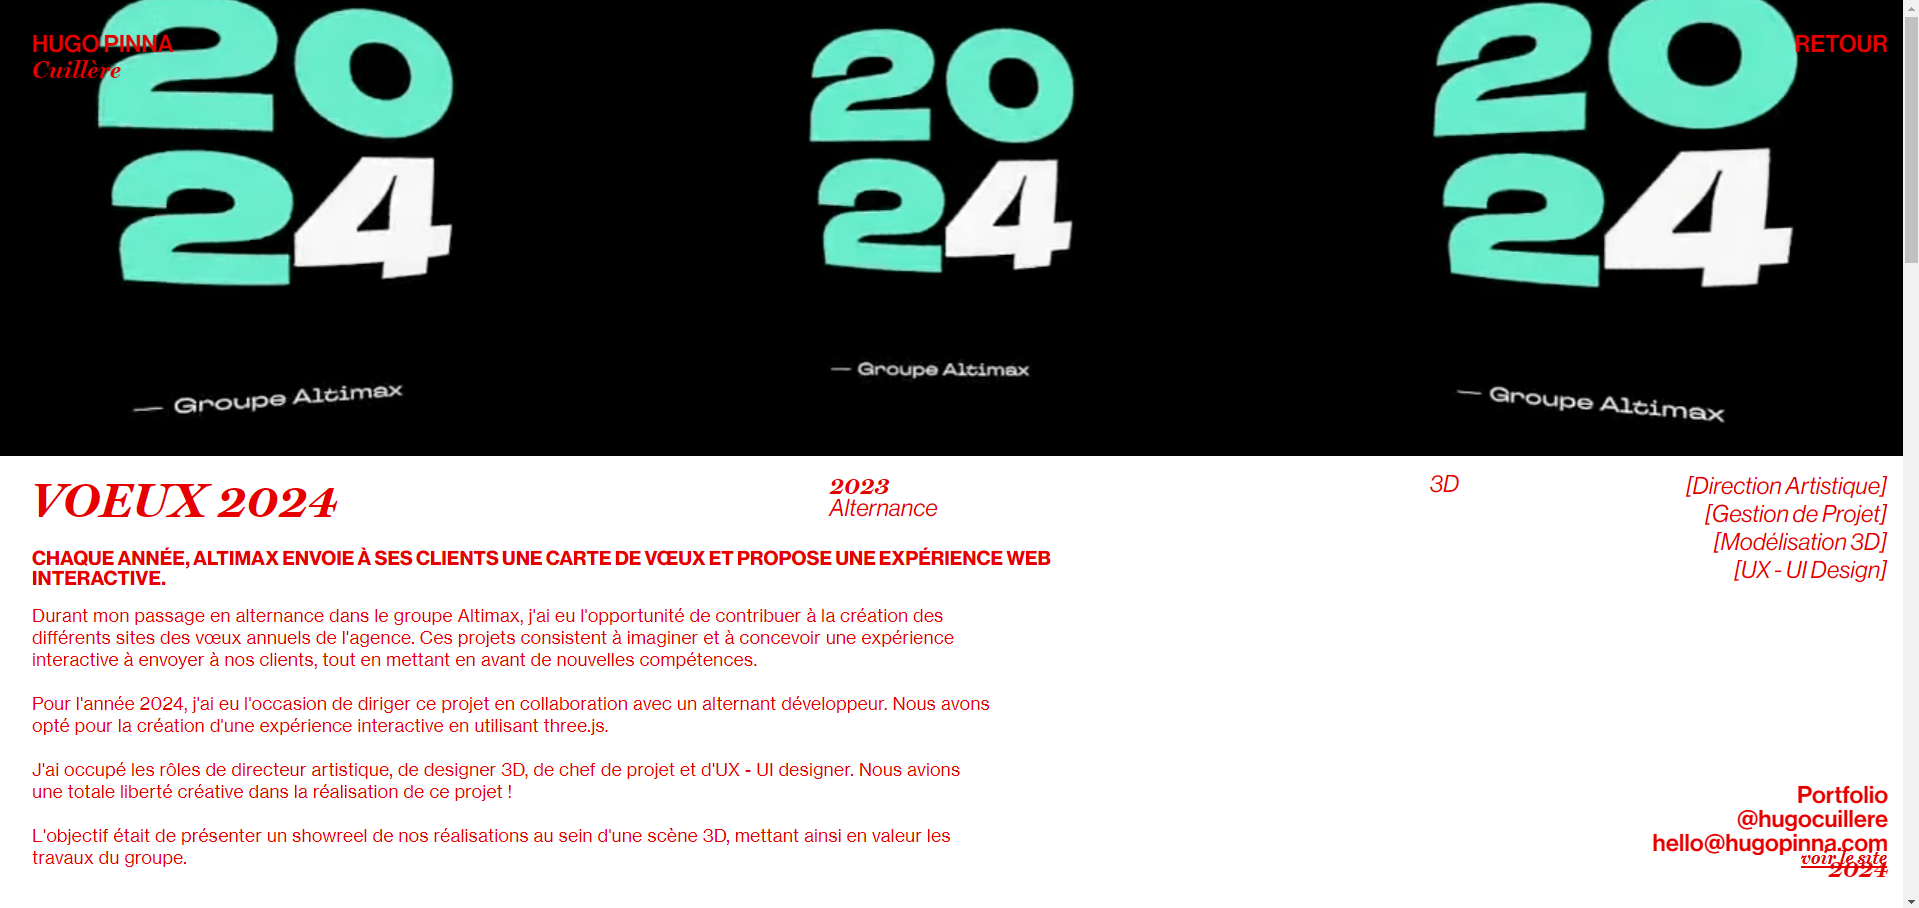 HUGO PINNA
Cuillère
RETOUR
20
24
— Groupe Altimax
20
24
— Groupe Altimax
20
24
— Groupe Altimax
VOEUX 2024
2023
Alternance
3D
[Direction Artistique]
[Gestion de Projet]
[Modélisation 3D]
[UX - UI Design]
CHAQUE ANNÉE, ALTIMAX ENVOIE À SES CLIENTS UNE CARTE DE VŒUX ET PROPOSE UNE EXPÉRIENCE WEB
INTERACTIVE.
Durant mon passage en alternance dans le groupe Altimax, j'ai eu l'opportunité de contribuer à la création des
différents sites des vœux annuels de l'agence. Ces projets consistent à imaginer et à concevoir une expérience
interactive à envoyer à nos clients, tout en mettant en avant de nouvelles compétences.
Pour l'année 2024, j'ai eu l'occasion de diriger ce projet en collaboration avec un alternant développeur. Nous avons
opté pour la création d'une expérience interactive en utilisant three.js.
J'ai occupé les rôles de directeur artistique, de designer 3D, de chef de projet et d'UX - UI designer. Nous avions
une totale liberté créative dans la réalisation de ce projet !
L'objectif était de présenter un showreel de nos réalisations au sein d'une scène 3D, mettant ainsi en valeur les
travaux du groupe.
Portfolio
@hugocuillere
hello@hugopinna.com
voir le site
2024